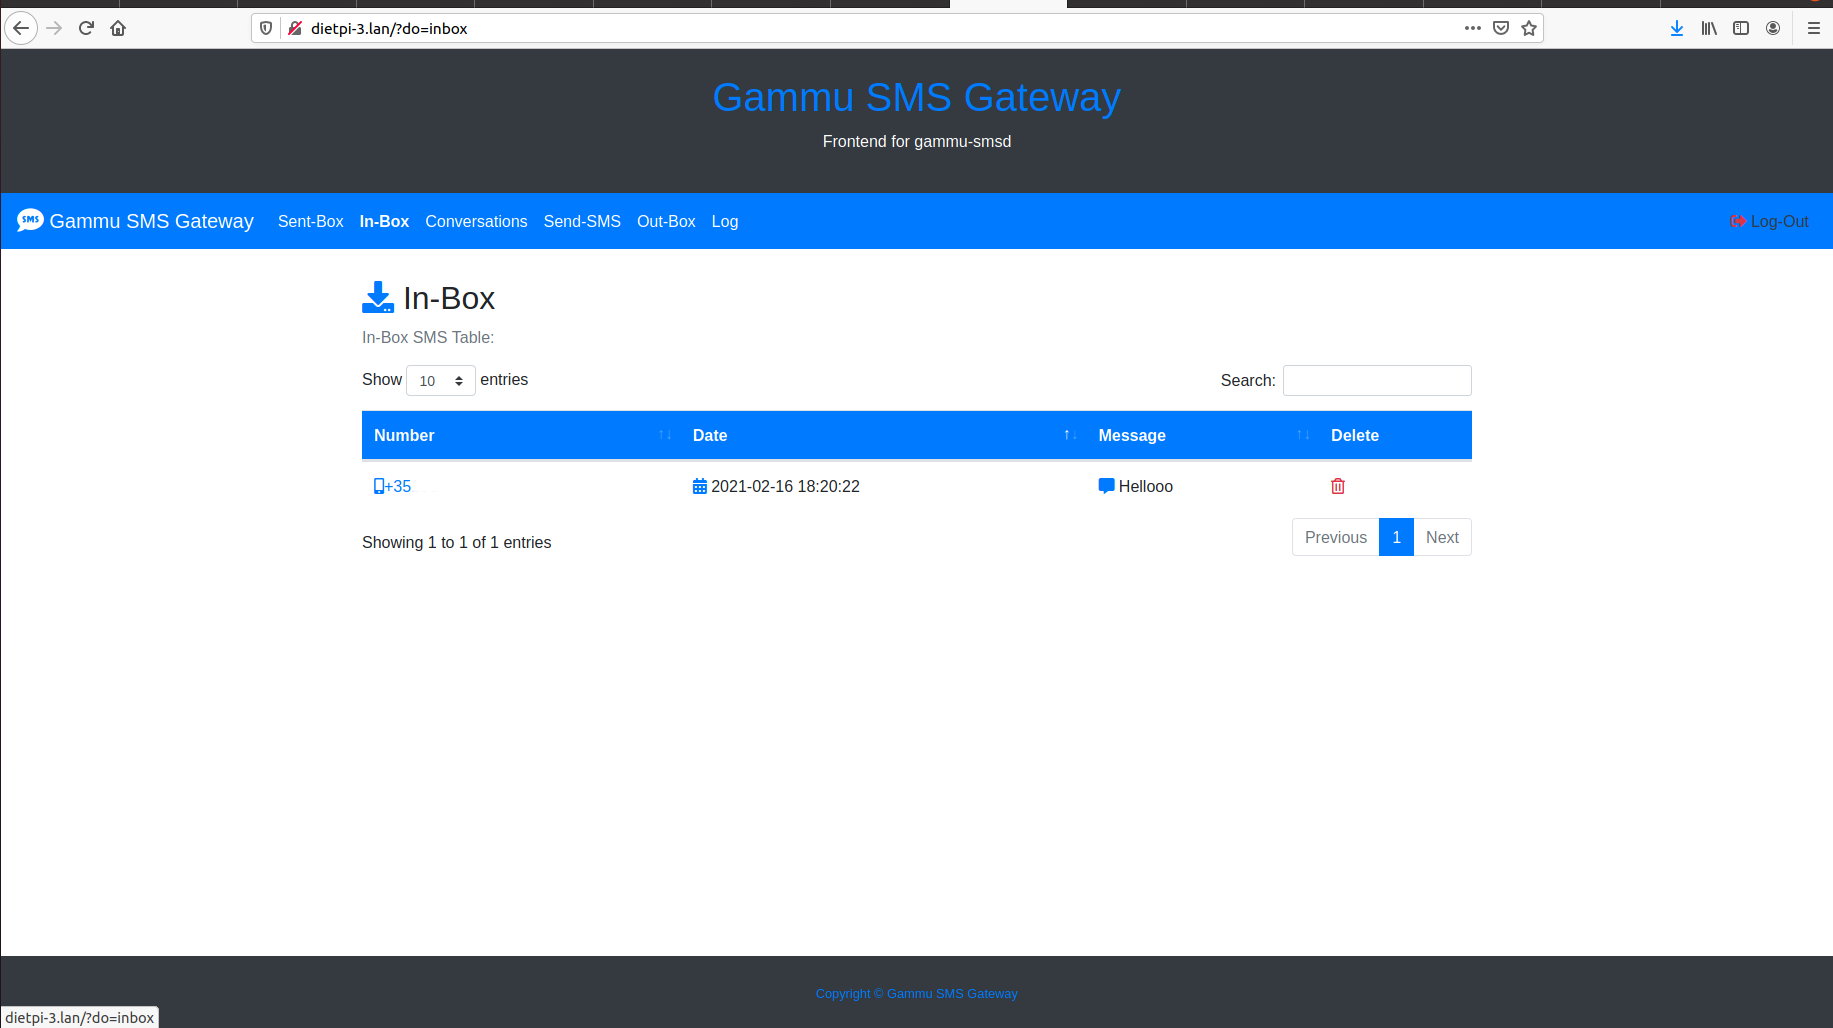 dietpi-3.lan/?do=inbox
Gammu SMS Gateway
Frontend for gammu-smsd
SMS Gammu SMS Gateway Sent-Box In-Box Conversations Send-SMS Out-Box Log Log-Out
In-Box
In-Box SMS Table:
Show 10 entries Search:
Number Date Message Delete
+35 2021-02-16 18:20:22 Hellooo
Showing 1 to 1 of 1 entries Previous 1 Next
Copyright © Gammu SMS Gateway
dietpi-3.lan/?do=inbox